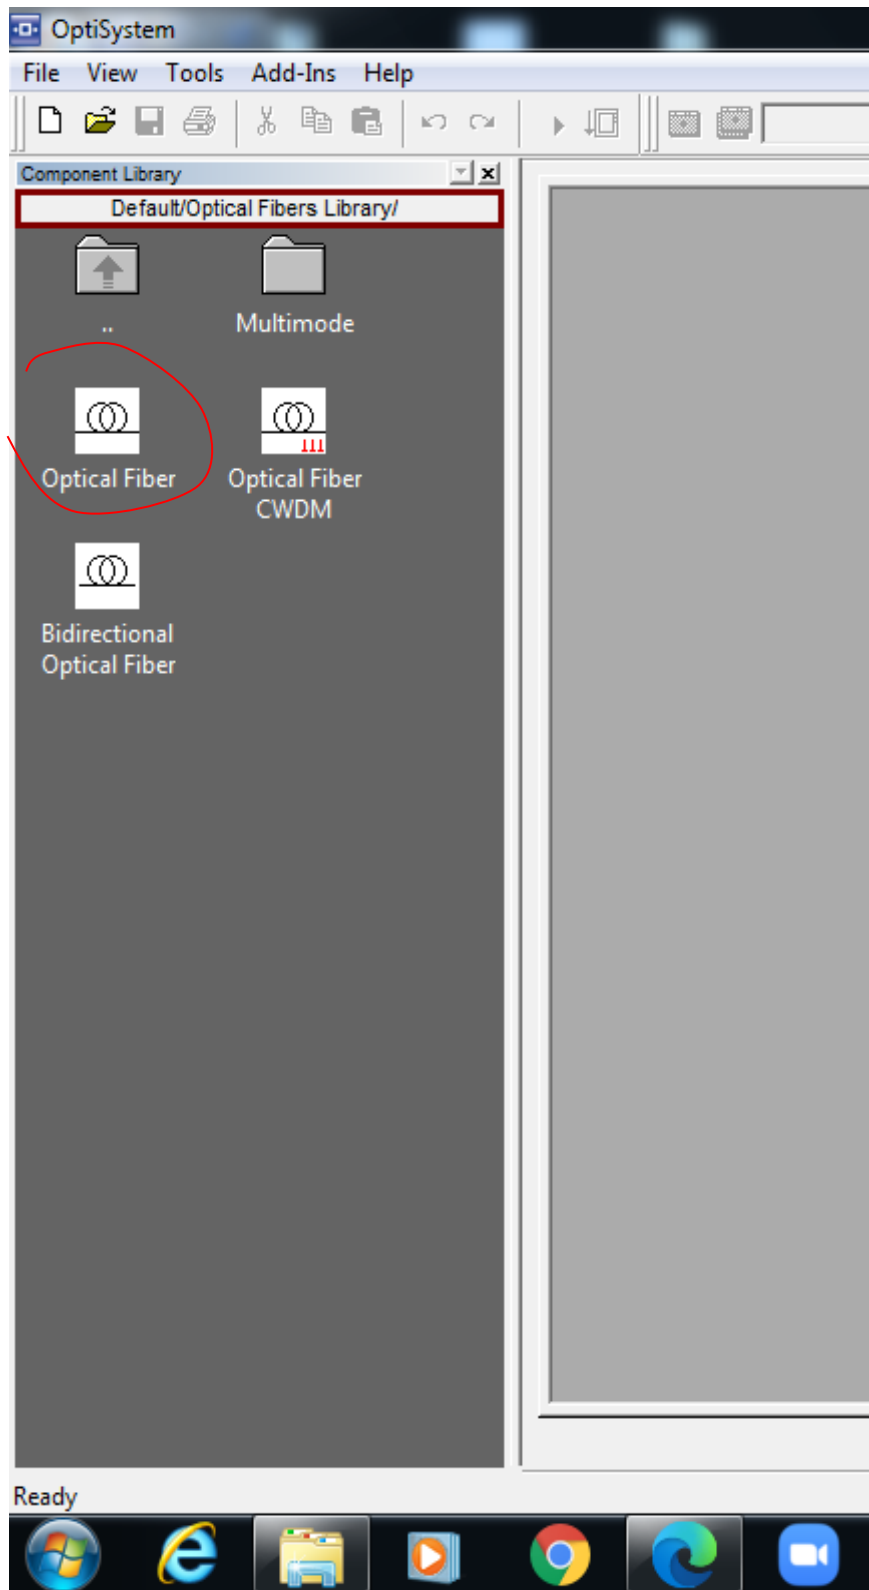 OptiSystem
File View Tools Add-Ins Help
Component Library
Default/Optical Fibers Library/
..
Multimode
Optical Fiber
Optical Fiber
CWDM
Bidirectional
Optical Fiber
Ready